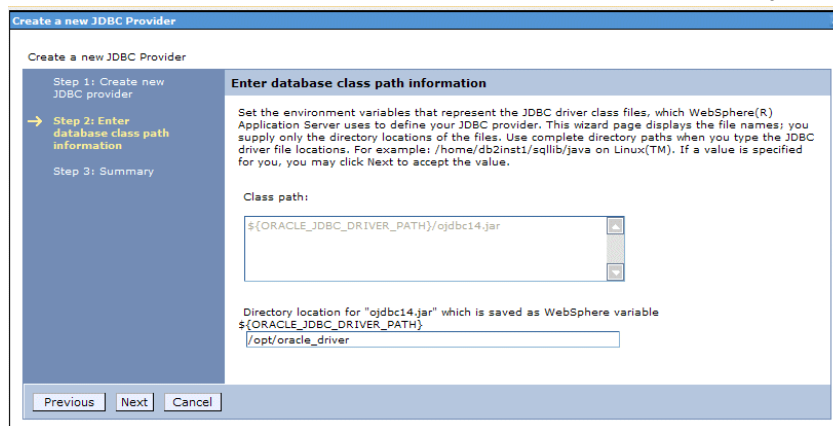 Create a new JDBC Provider
Create a new JDBC Provider
Step 1: Create new
JDBC provider
Step 2: Enter
database class path
information
Step 3: Summary
Enter database class path information
Set the environment variables that represent the JDBC driver class files, which WebSphere(R)
Application Server uses to define your JDBC provider. This wizard page displays the file names; you
supply only the directory locations of the files. Use complete directory paths when you type the JDBC
driver file locations. For example: /home/db2inst1/sqllib/java on Linux(TM). If a value is specified
for you, you may click Next to accept the value.
Class path:
${ORACLE_JDBC_DRIVER_PATH}/ojdbc14.jar
Directory location for "ojdbc14.jar" which is saved as WebSphere variable
${ORACLE_JDBC_DRIVER_PATH}
/opt/oracle_driver
Previous Next Cancel